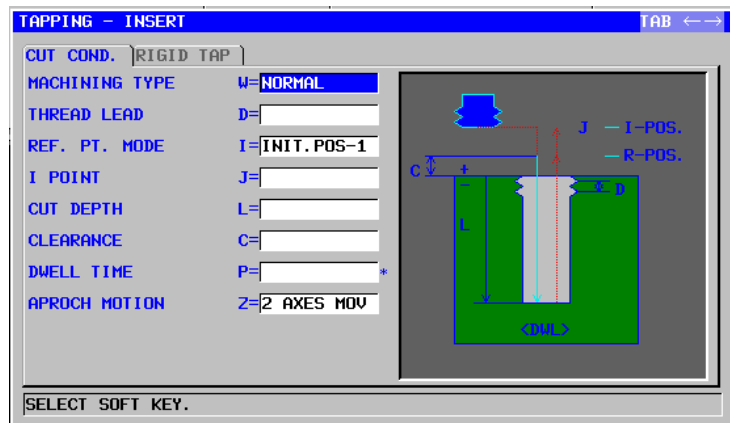 TAPPING - INSERT TAB ←→
CUT COND. RIGID TAP
MACHINING TYPE W=NORMAL
THREAD LEAD D=
REF. PT. MODE I=INIT.POS-1
I POINT J=
CUT DEPTH L=
CLEARANCE C=
DWELL TIME P= *
APROCH MOTION Z=2 AXES MOV
J - I-POS.
- R-POS.
C + -
D
L
<DWL>
SELECT SOFT KEY.